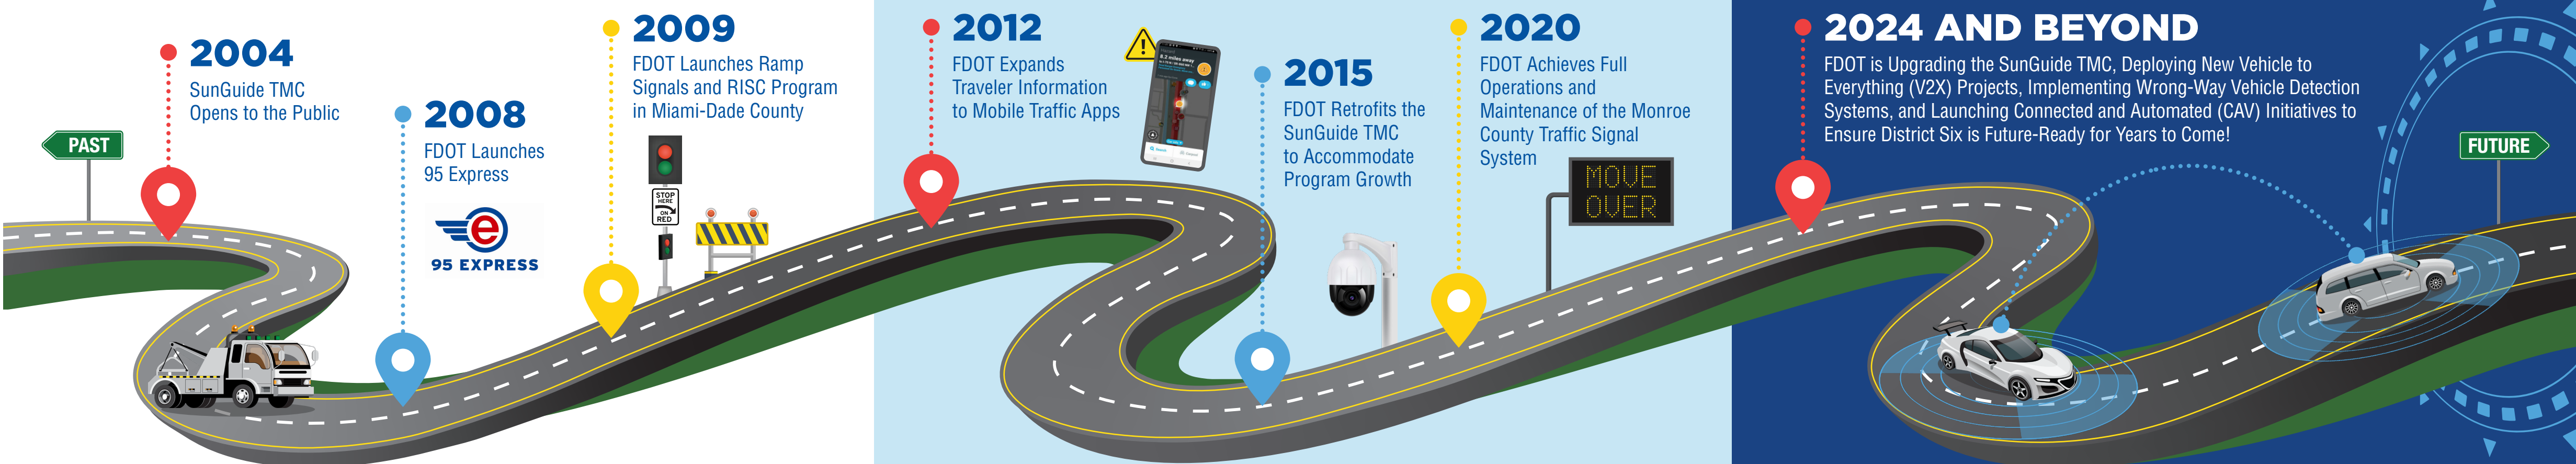 PAST
2004
SunGuide TMC
Opens to the Public
2008
FDOT Launches
95 Express
e
95 EXPRESS
2009
FDOT Launches Ramp
Signals and RISC Program
in Miami-Dade County
STOP
HERE
ON
RED
2012
FDOT Expands
Traveler Information
to Mobile Traffic Apps
!
8.2 miles away
2015
FDOT Retrofits the
SunGuide TMC
to Accommodate
Program Growth
2020
FDOT Achieves Full
Operations and
Maintenance of the Monroe
County Traffic Signal
System
MOVE
OVER
2024 AND BEYOND
FDOT is Upgrading the SunGuide TMC, Deploying New Vehicle to
Everything (V2X) Projects, Implementing Wrong-Way Vehicle Detection
Systems, and Launching Connected and Automated (CAV) Initiatives to
Ensure District Six is Future-Ready for Years to Come!
FUTURE